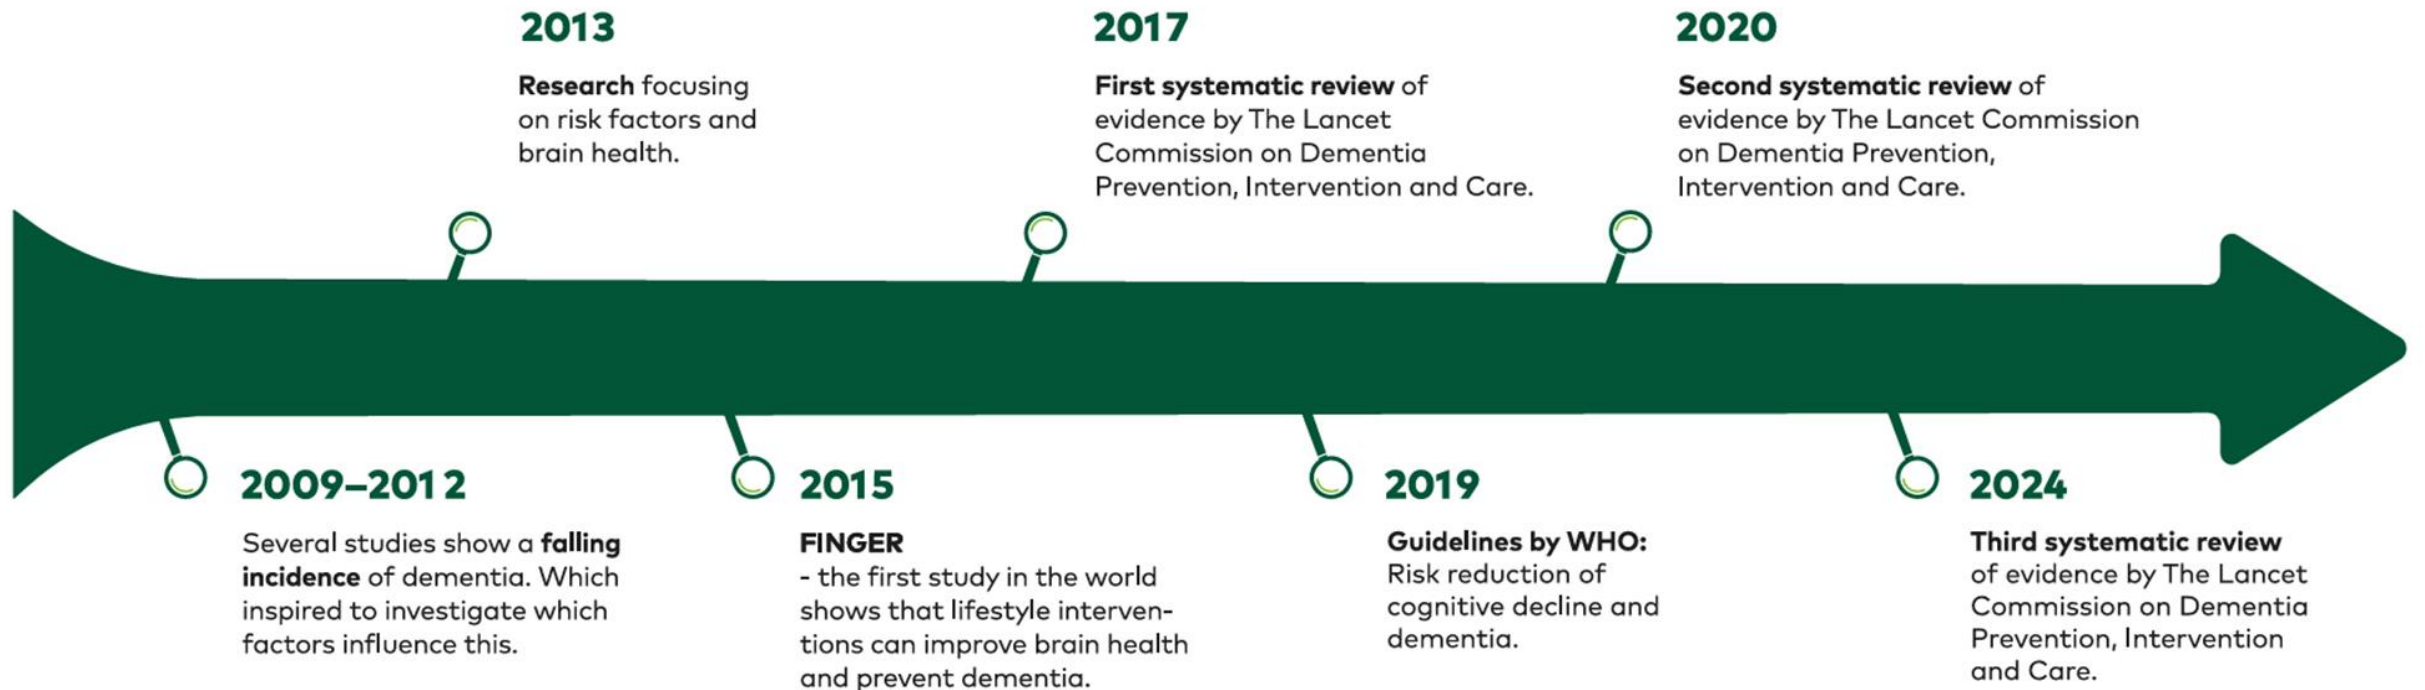 2013
Research focusing
on risk factors and
brain health.
2017
First systematic review of
evidence by The Lancet
Commission on Dementia
Prevention, Intervention and Care.
2020
Second systematic review of
evidence by The Lancet Commission
on Dementia Prevention,
Intervention and Care.
2009–2012
Several studies show a falling
incidence of dementia. Which
inspired to investigate which
factors influence this.
2015
FINGER
- the first study in the world
shows that lifestyle interven-
tions can improve brain health
and prevent dementia.
2019
Guidelines by WHO:
Risk reduction of
cognitive decline and
dementia.
2024
Third systematic review
of evidence by The Lancet
Commission on Dementia
Prevention, Intervention
and Care.